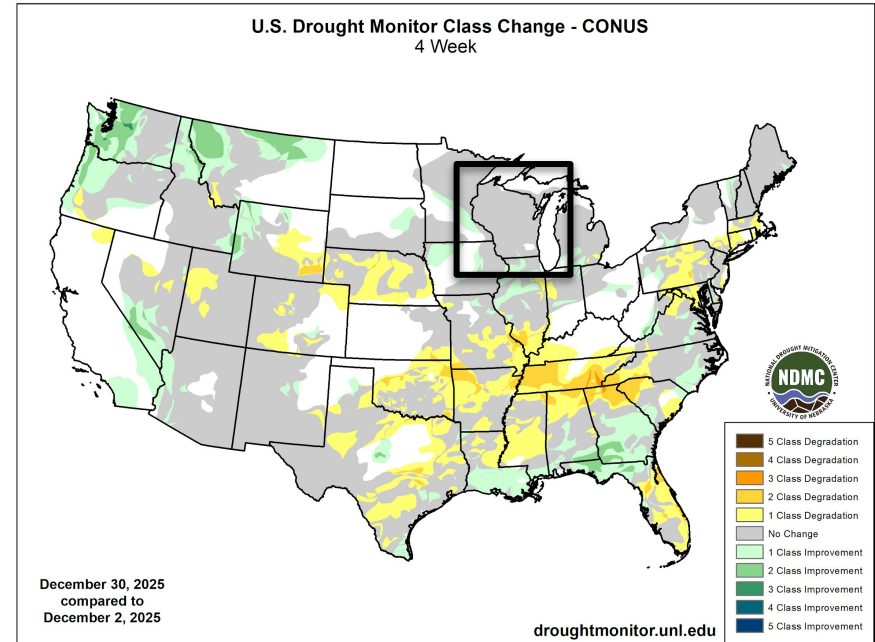 U.S. Drought Monitor Class Change - CONUS
4 Week
NATIONAL DROUGHT MITIGATION CENTER
NDMC
UNIVERSITY OF NEBRASKA
5 Class Degradation
4 Class Degradation
3 Class Degradation
2 Class Degradation
1 Class Degradation
No Change
1 Class Improvement
2 Class Improvement
3 Class Improvement
4 Class Improvement
5 Class Improvement
December 30, 2025
compared to
December 2, 2025
droughtmonitor.unl.edu